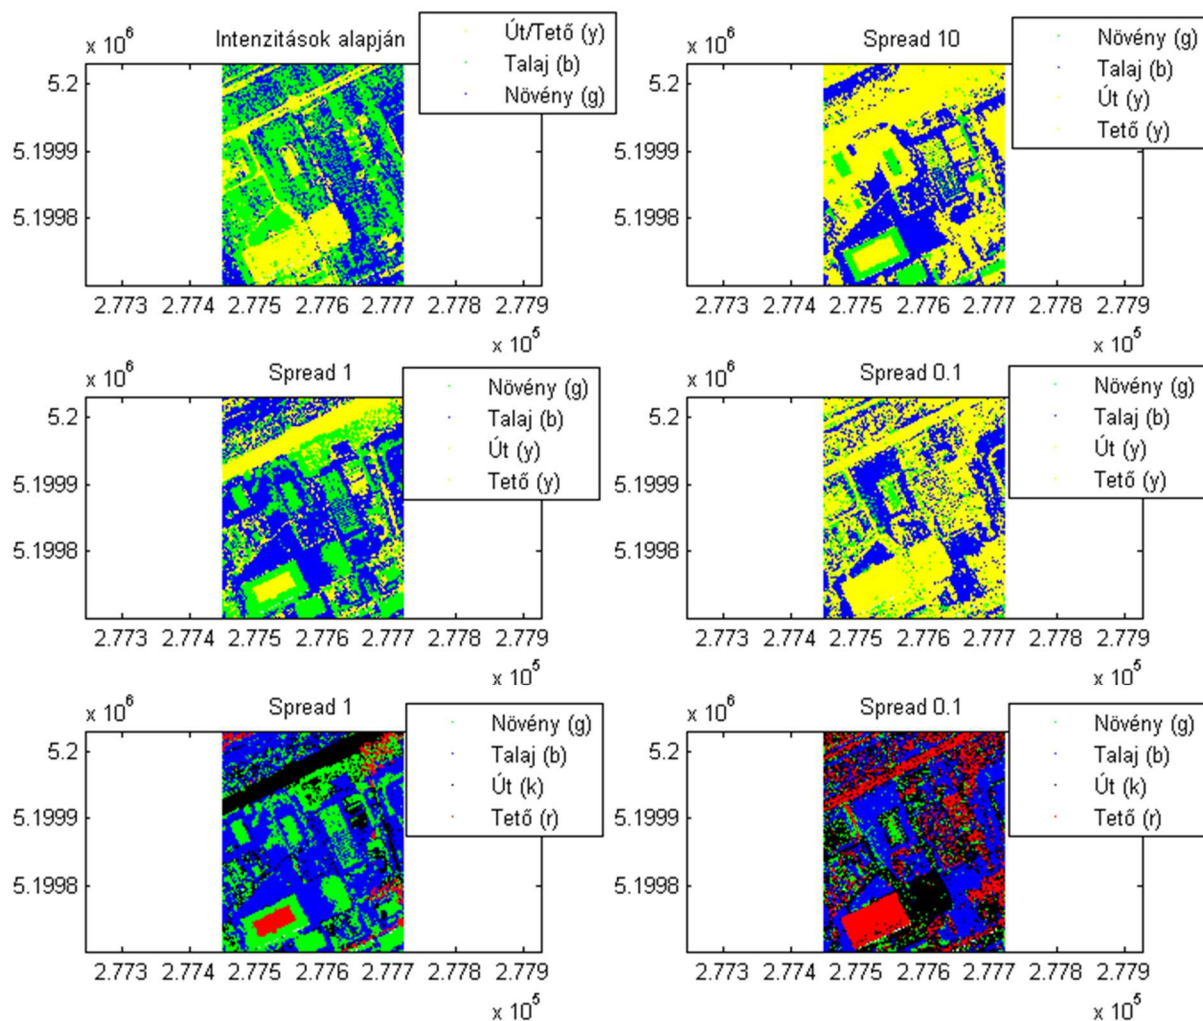 Intenzitások alapján
x 10^6
Út/Tető (y)
Talaj (b)
Növény (g)
5.2
5.1999
5.1998
2.773 2.774 2.775 2.776 2.777 2.778 2.779
x 10^5
Spread 10
x 10^6
Növény (g)
Talaj (b)
Út (y)
Tető (y)
5.2
5.1999
5.1998
2.773 2.774 2.775 2.776 2.777 2.778 2.779
x 10^5
Spread 1
x 10^6
Növény (g)
Talaj (b)
Út (y)
Tető (y)
5.2
5.1999
5.1998
2.773 2.774 2.775 2.776 2.777 2.778 2.779
x 10^5
Spread 0.1
x 10^6
Növény (g)
Talaj (b)
Út (y)
Tető (y)
5.2
5.1999
5.1998
2.773 2.774 2.775 2.776 2.777 2.778 2.779
x 10^5
Spread 1
x 10^6
Növény (g)
Talaj (b)
Út (k)
Tető (r)
5.2
5.1999
5.1998
2.773 2.774 2.775 2.776 2.777 2.778 2.779
x 10^5
Spread 0.1
x 10^6
Növény (g)
Talaj (b)
Út (k)
Tető (r)
5.2
5.1999
5.1998
2.773 2.774 2.775 2.776 2.777 2.778 2.779
x 10^5